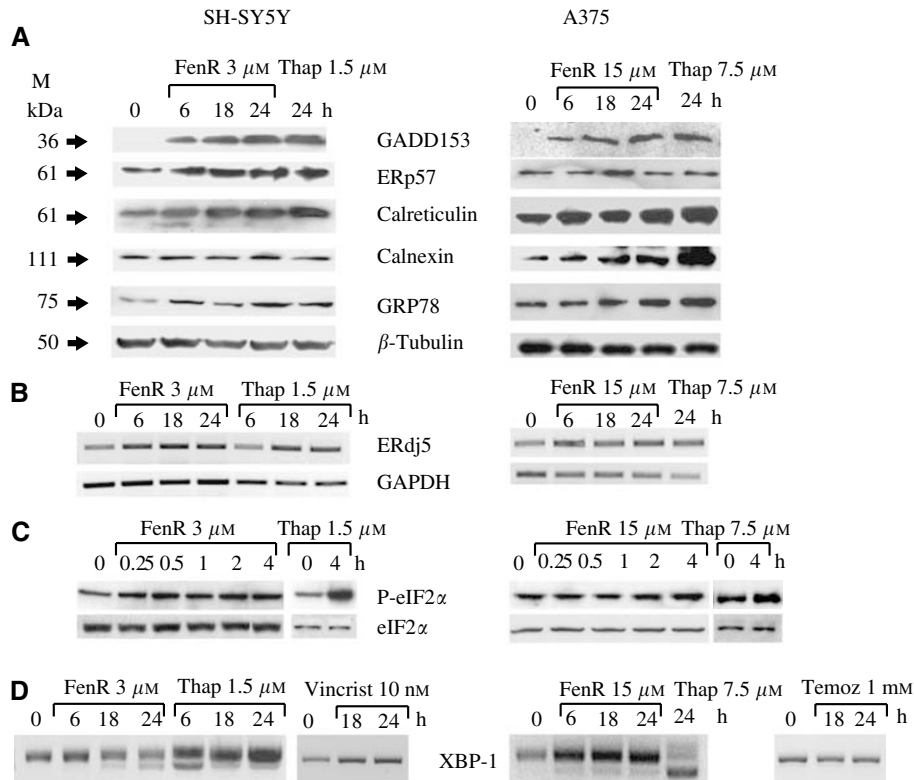 SH-SY5Y A375
A
M kDa FenR 3 μM Thap 1.5 μM FenR 15 μM Thap 7.5 μM
0 6 18 24 24 h 0 6 18 24 24 h
36 GADD153
61 ERp57
61 Calreticulin
111 Calnexin
75 GRP78
50 β-Tubulin
B
FenR 3 μM Thap 1.5 μM FenR 15 μM Thap 7.5 μM
0 6 18 24 6 18 24 h 0 6 18 24 24 h
ERdj5
GAPDH
C
FenR 3 μM Thap 1.5 μM FenR 15 μM Thap 7.5 μM
0 0.25 0.5 1 2 4 0 4 h 0 0.25 0.5 1 2 4 0 4 h
P-eIF2α
eIF2α
D
FenR 3 μM Thap 1.5 μM Vincrist 10 nM FenR 15 μM Thap 7.5 μM Temoz 1 mM
0 6 18 24 6 18 24 0 18 24 h 0 6 18 24 24 0 18 24 h
XBP-1